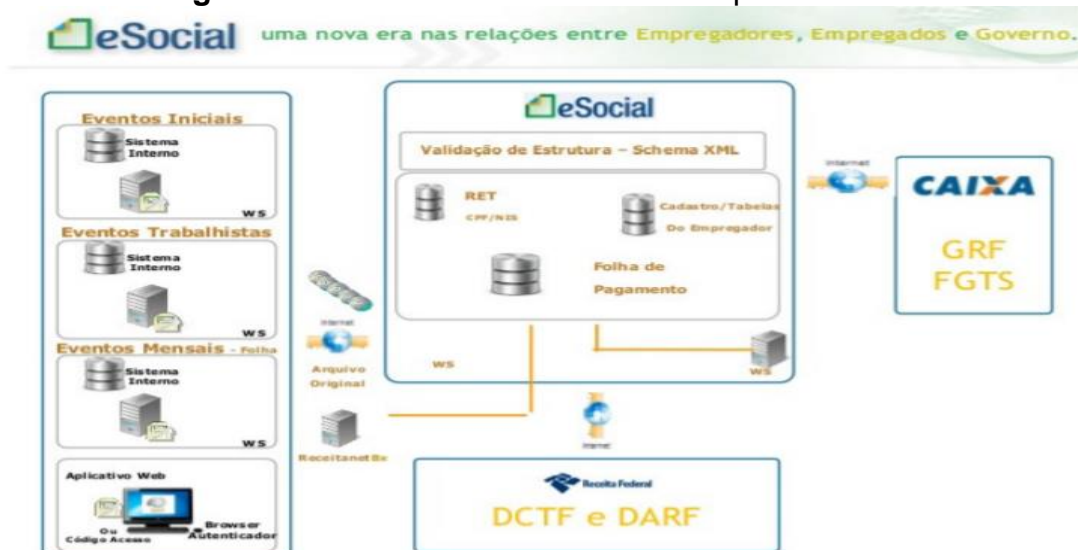 eSocial uma nova era nas relações entre Empregadores, Empregados e Governo.
Eventos Iniciais
Sistema
Interno
WS
Eventos Trabalhistas
Sistema
Interno
WS
Eventos Mensais - Folha
Sistema
Interno
WS
Aplicativo Web
Ou
Código Acesso
Browser
Autenticador
Internet
Arquivo
Original
ReceitanetBx
eSocial
Validação de Estrutura – Schema XML
RET
CPF/NIS
Cadastro/Tabelas
Do Empregador
Folha de
Pagamento
WS
WS
Internet
CAIXA
GRF
FGTS
Internet
Receita Federal
DCTF e DARF